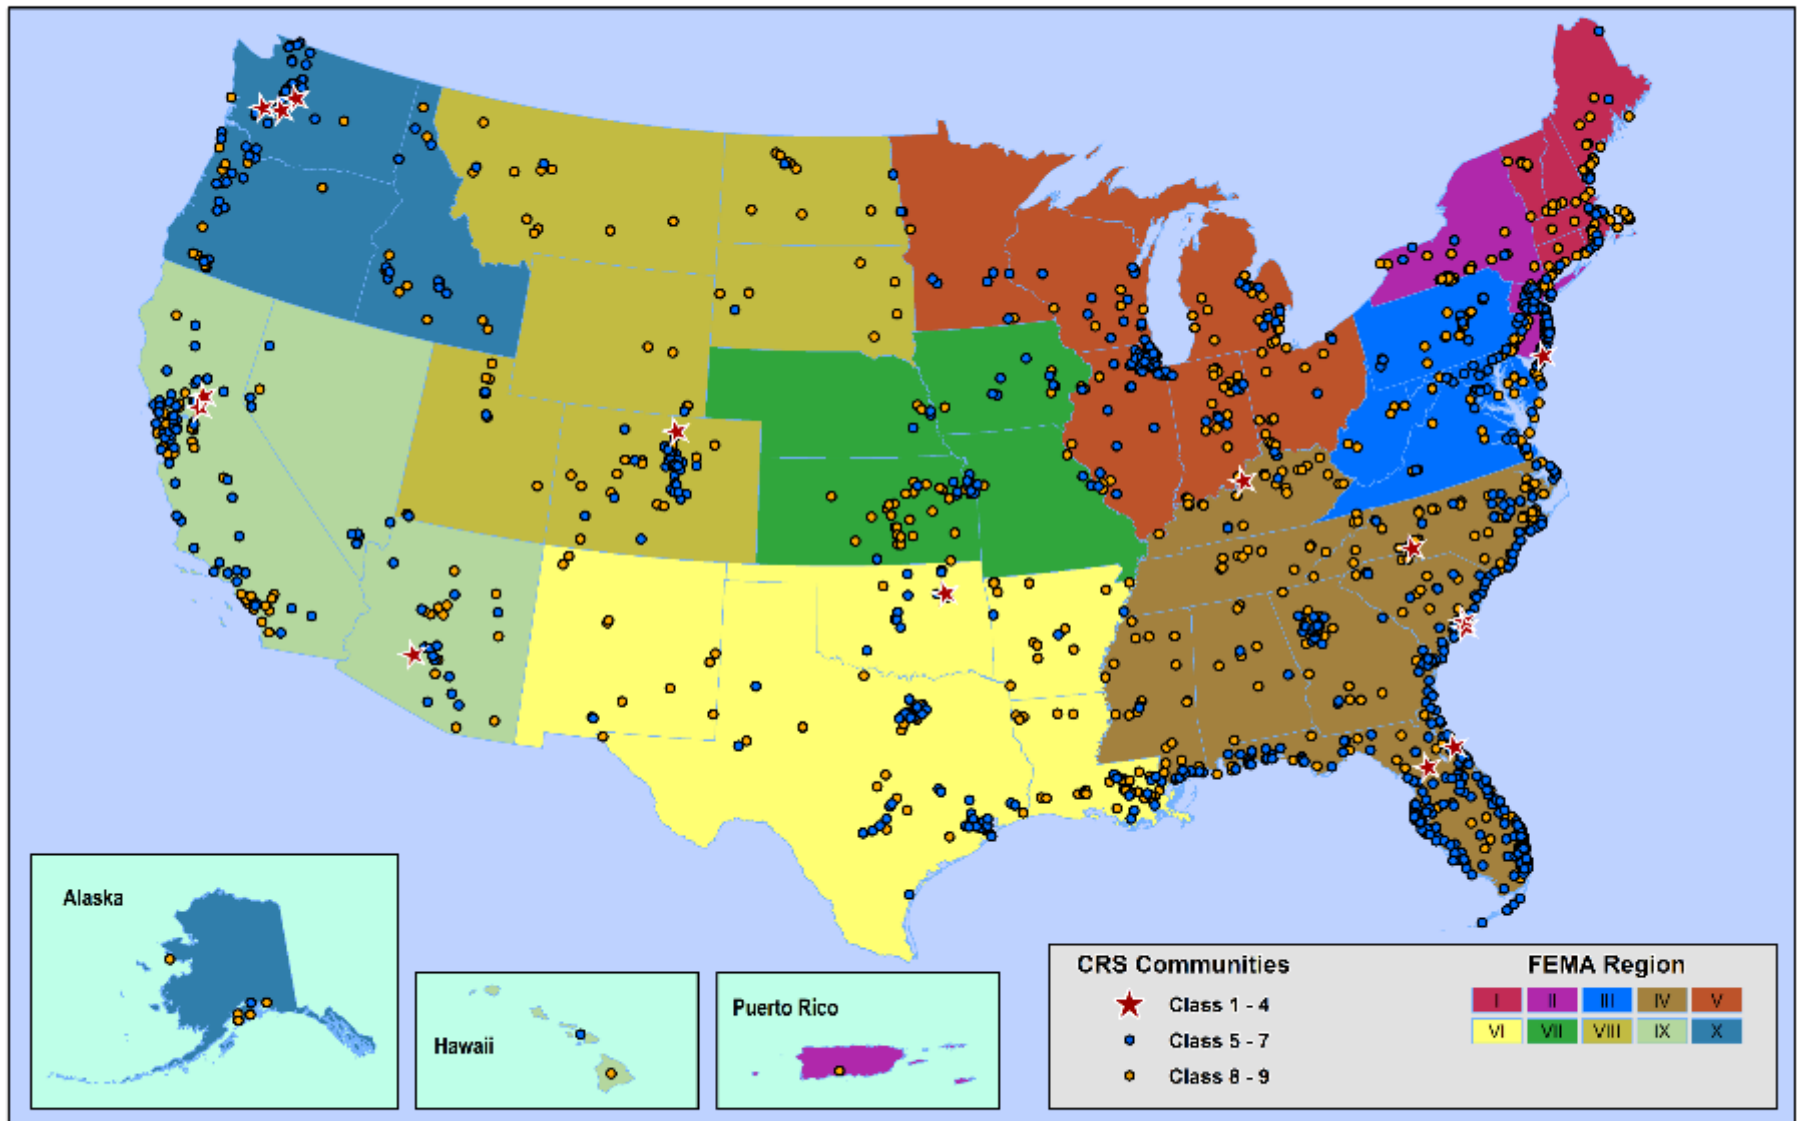 Alaska
Hawaii
Puerto Rico
CRS Communities
Class 1 - 4
Class 5 - 7
Class 8 - 9
FEMA Region
I II III IV V
VI VII VIII IX X